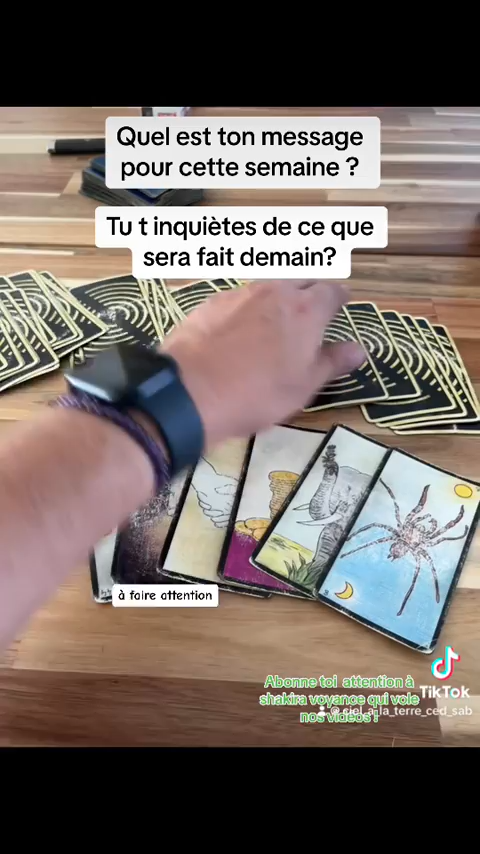 Quel est ton message
pour cette semaine ?
Tu t inquiètes de ce que
sera fait demain?
à faire attention
Abonne toi attention à
shakira voyance qui vole
nos vidéos !
TikTok
@ciel_a_la_terre_ced_sab